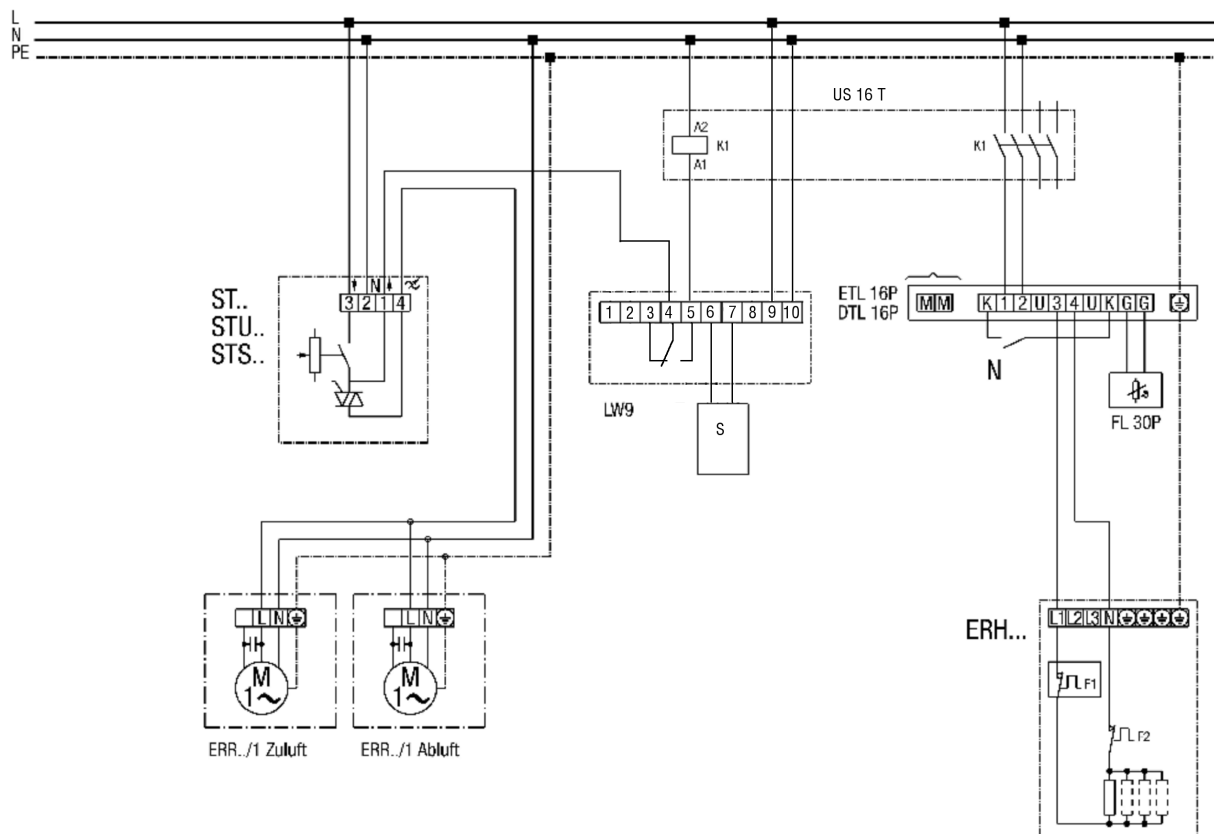 L
N
PE
US 16 T
A2
K1
A1
K1
ST..
STU..
STS..
N
3 2 1 4
1 2 3 4 5 6 7 8 9 10
LW9
S
ETL 16P
DTL 16P
M M K 1 2 U 3 4 U K G G
N
FL 30P
L N
M
1~
ERR../1 Zuluft
L N
M
1~
ERR../1 Abluft
ERH...
L1 L2 L3 N
F1
F2